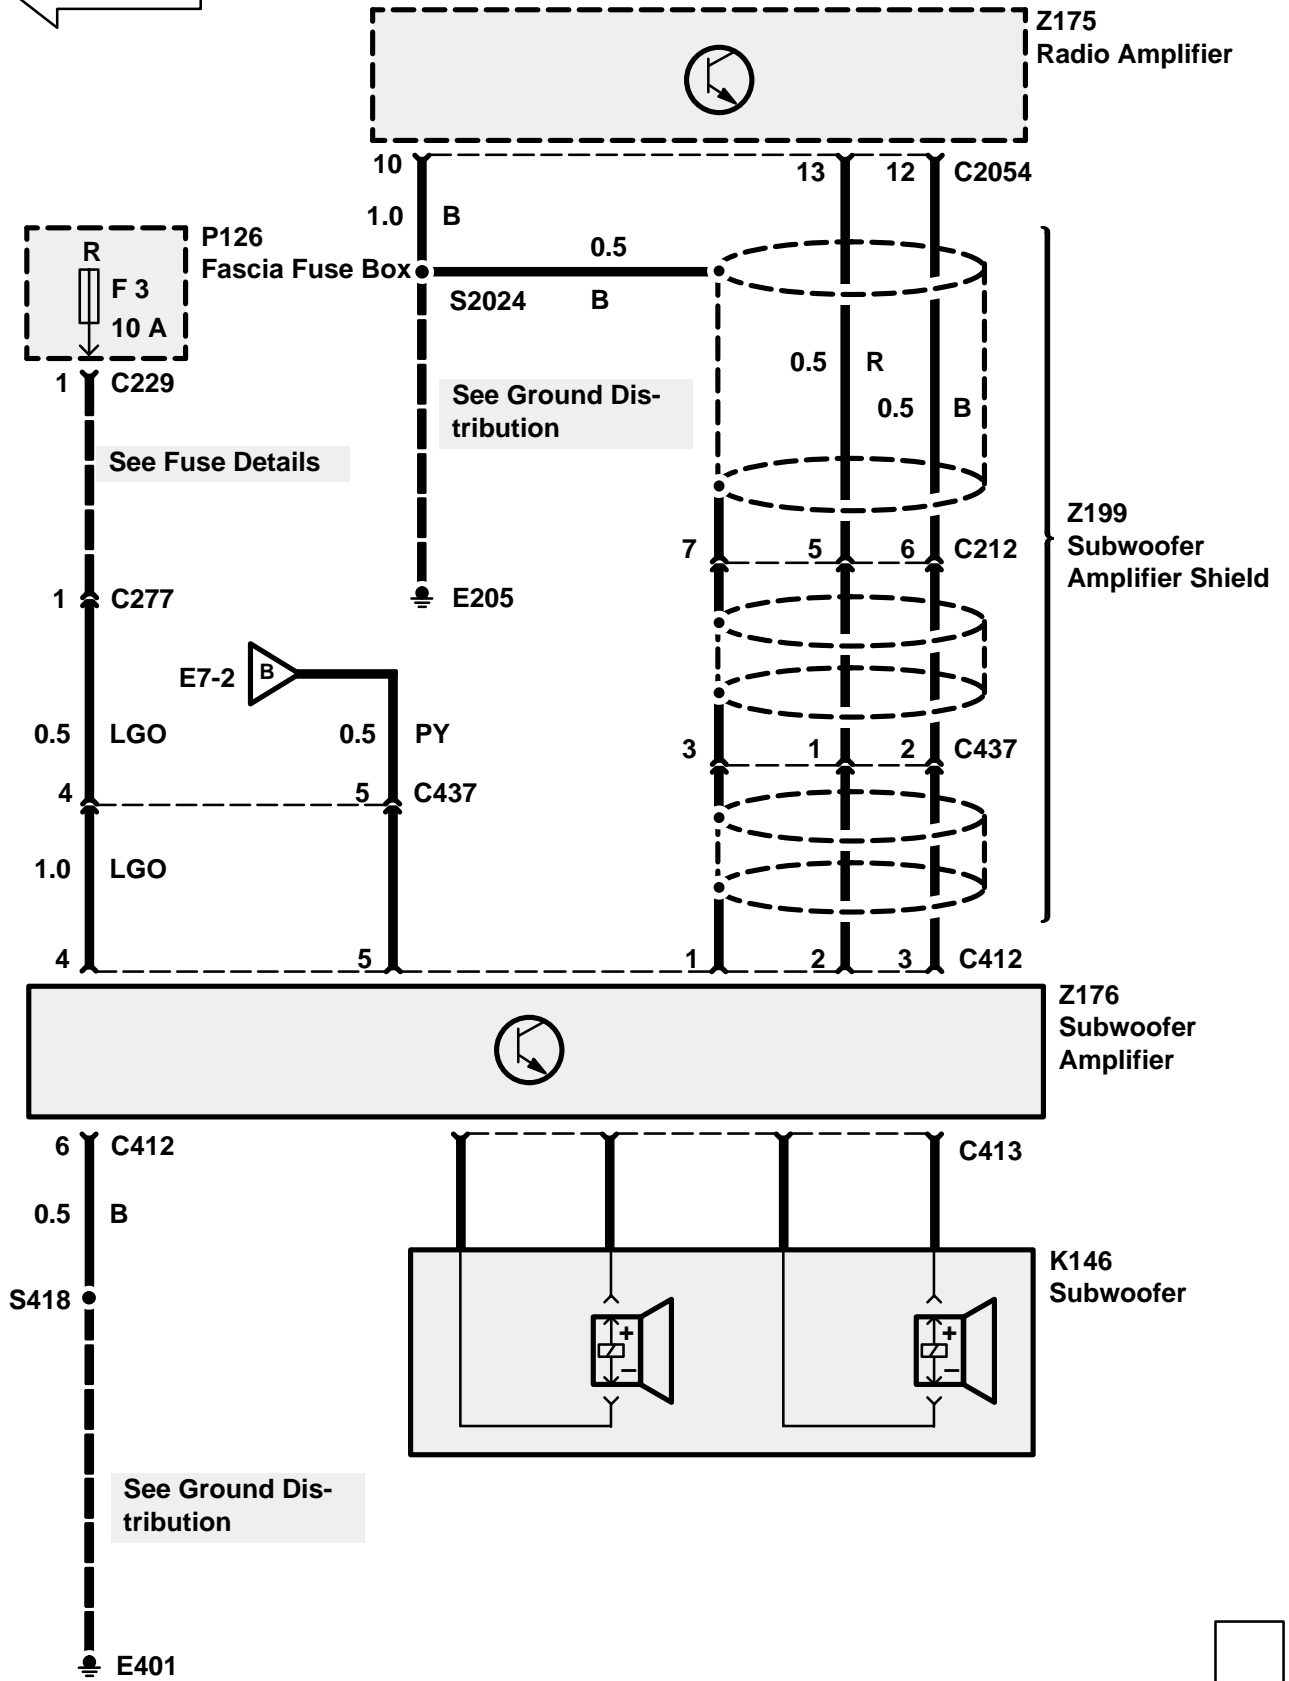 Z175
Radio Amplifier
10
13
12
C2054
1.0
B
P126
Fascia Fuse Box
R
F 3
10 A
0.5
S2024
B
0.5
R
0.5
B
1
C229
See Ground Dis-
tribution
See Fuse Details
Z199
Subwoofer
Amplifier Shield
7
5
6
C212
1
C277
E205
E7-2
B
0.5
LGO
0.5
PY
3
1
2
C437
4
5
C437
1.0
LGO
4
5
1
2
3
C412
Z176
Subwoofer
Amplifier
6
C412
C413
0.5
B
K146
Subwoofer
S418
+
−
+
−
See Ground Dis-
tribution
E401